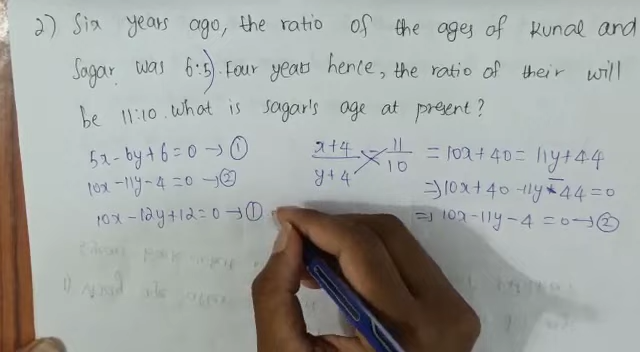 2) Six years ago, the ratio of the ages of Kunal and
Sagar was 6:5). Four years hence, the ratio of their will
be 11:10. What is Sagar's age at present?
5x - 6y + 6 = 0 → ①
10x - 11y - 4 = 0 → ②
10x - 12y + 12 = 0 → ①
x+4 / y+4 = 11 / 10 = 10x + 40 = 11y + 44
⇒ 10x + 40 - 11y - 44 = 0
⇒ 10x - 11y - 4 = 0 → ②